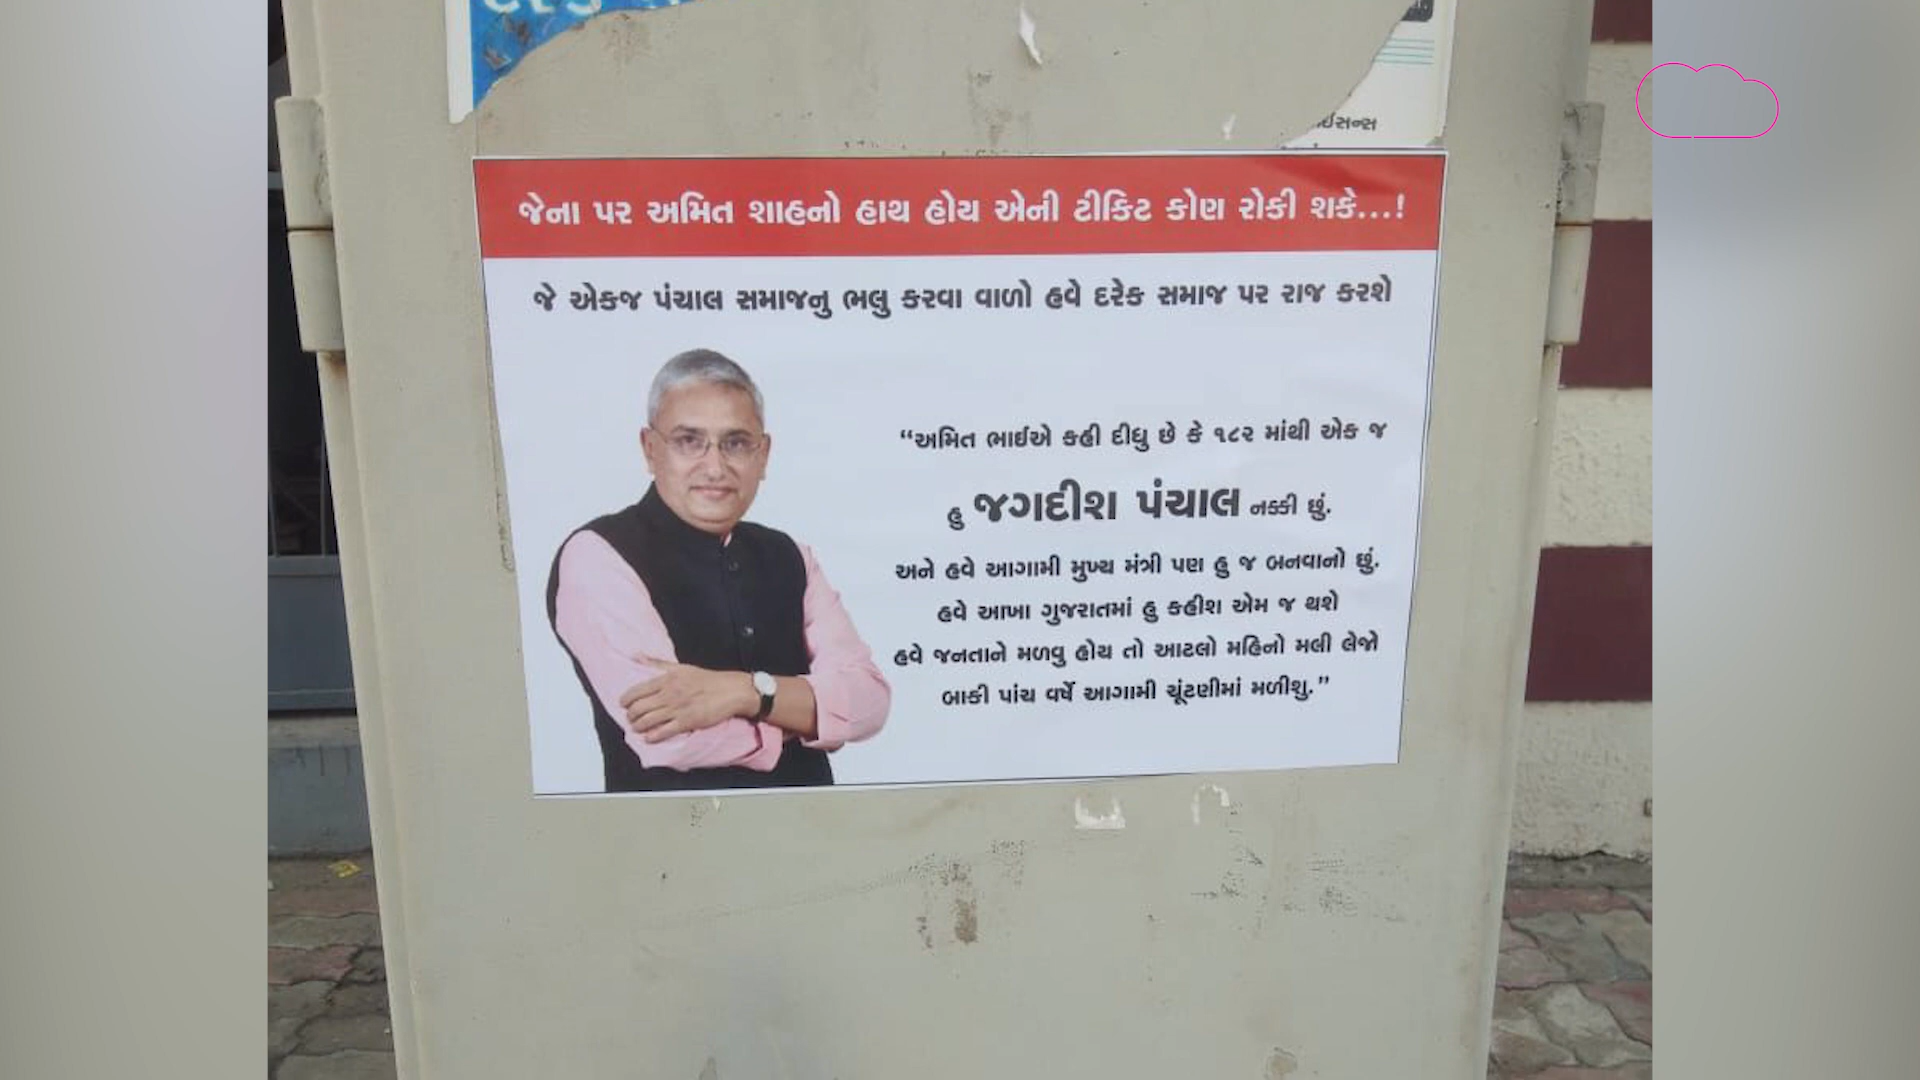 ાઈસન્સ
જેના પર અમિત શાહનો હાથ હોય એની ટીકિટ કોણ રોકી શકે...!
જે એકજ પંચાલ સમાજનુ ભલુ કરવા વાળો હવે દરેક સમાજ પર રાજ કરશે
“અમિત ભાઈએ કહી દીધુ છે કે ૧૮૨ માંથી એક જ
હુ જગદીશ પંચાલ નક્કી છું.
અને હવે આગામી મુખ્ય મંત્રી પણ હુ જ બનવાનો છું.
હવે આખા ગુજરાતમાં હુ કહીશ એમ જ થશે
હવે જનતાને મળવુ હોય તો આટલો મહિનો મલી લેજો
બાકી પાંચ વર્ષે આગામી ચૂંટણીમાં મળીશુ.”